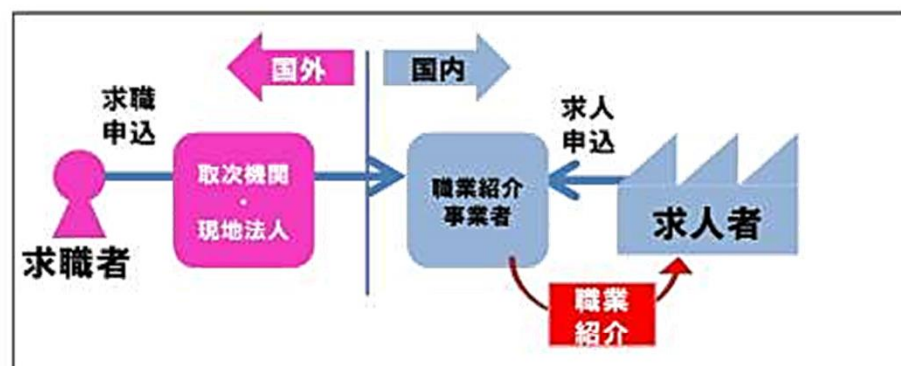 国外
国内
求職
申込
求人
申込
取次機関
・
現地法人
職業紹介
事業者
求人者
求職者
職業
紹介